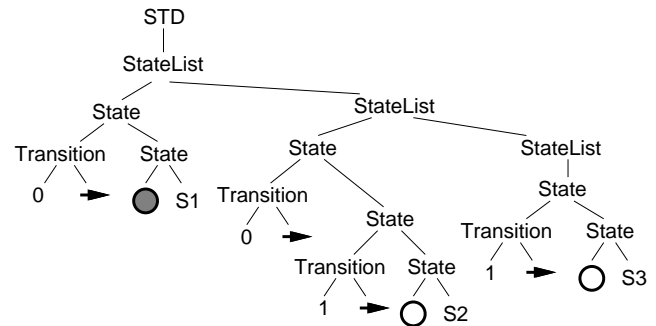 STD
StateList
State StateList
Transition State State StateList
0 S1 Transition State
0 State Transition State
Transition State 1 S3
1 S2